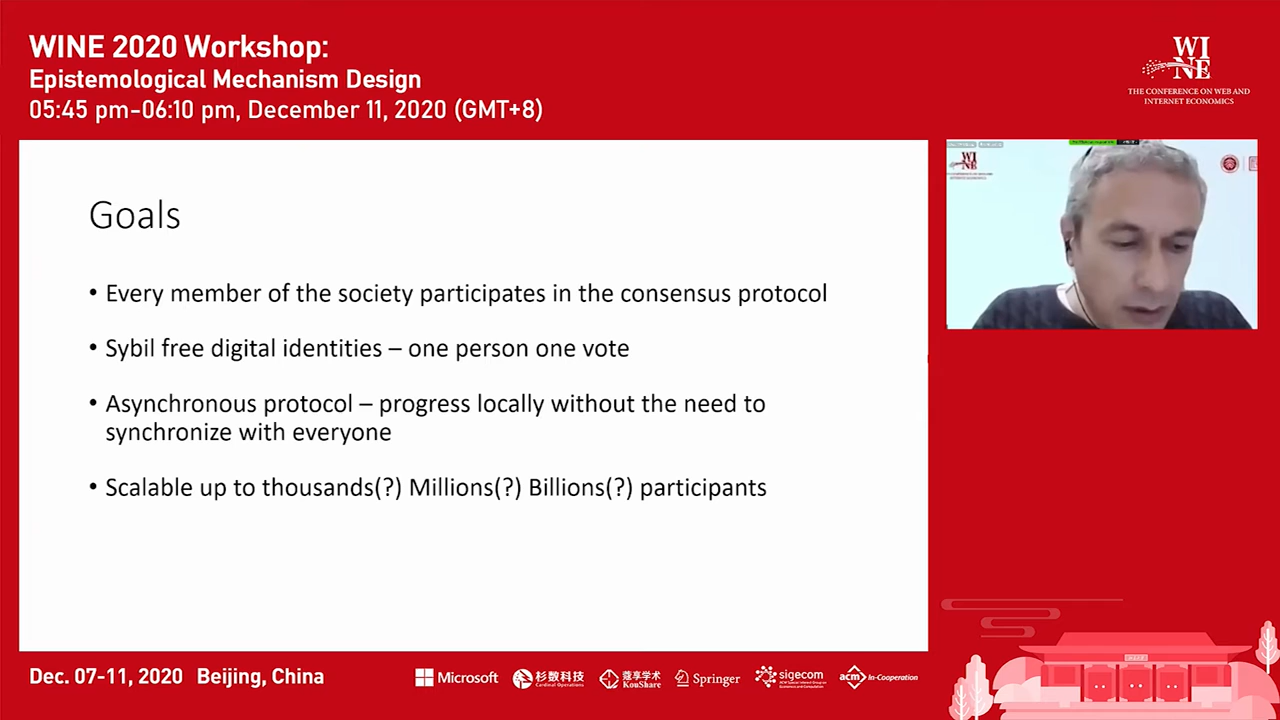 WINE 2020 Workshop:
Epistemological Mechanism Design
05:45 pm-06:10 pm, December 11, 2020 (GMT+8)
WI
NE
THE CONFERENCE ON WEB AND
INTERNET ECONOMICS
Goals
• Every member of the society participates in the consensus protocol
• Sybil free digital identities – one person one vote
• Asynchronous protocol – progress locally without the need to
synchronize with everyone
• Scalable up to thousands(?) Millions(?) Billions(?) participants
WI
NE
Dec. 07-11, 2020 Beijing, China
Microsoft
杉数科技
Cardinal Operations
蔻享学术
KouShare
Springer
sigecom
acm In-Cooperation